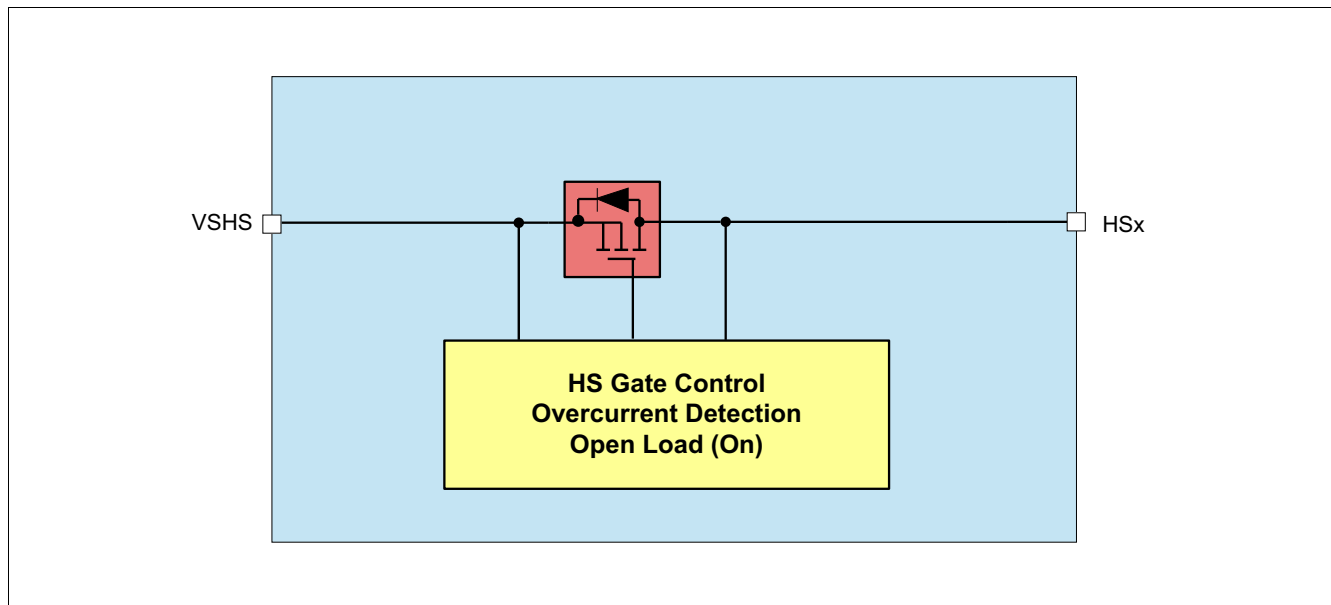 VSHS
HSx
HS Gate Control
Overcurrent Detection
Open Load (On)